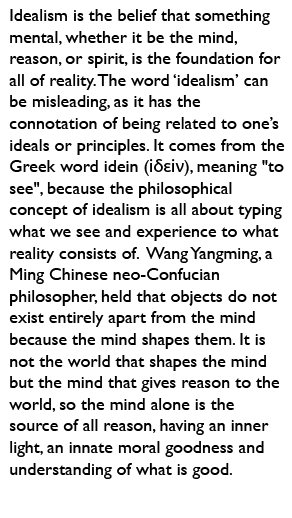 Idealism is the belief that something
mental, whether it be the mind,
reason, or spirit, is the foundation for
all of reality. The word ‘idealism’ can
be misleading, as it has the
connotation of being related to one’s
ideals or principles. It comes from the
Greek word idein (ἰδεἰν), meaning "to
see", because the philosophical
concept of idealism is all about typing
what we see and experience to what
reality consists of.  Wang Yangming, a
Ming Chinese neo-Confucian
philosopher, held that objects do not
exist entirely apart from the mind
because the mind shapes them. It is
not the world that shapes the mind
but the mind that gives reason to the
world, so the mind alone is the
source of all reason, having an inner
light, an innate moral goodness and
understanding of what is good.